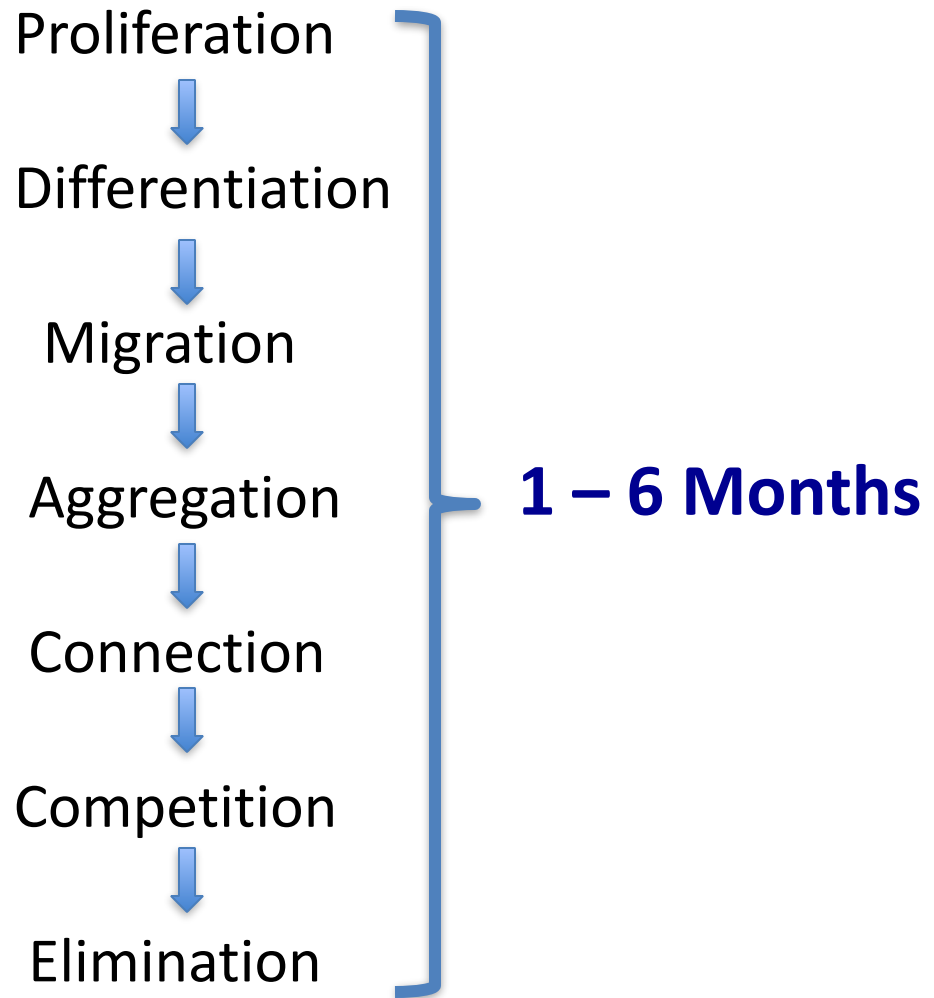 Proliferation
Differentiation
Migration
Aggregation
1 – 6 Months
Connection
Competition
Elimination